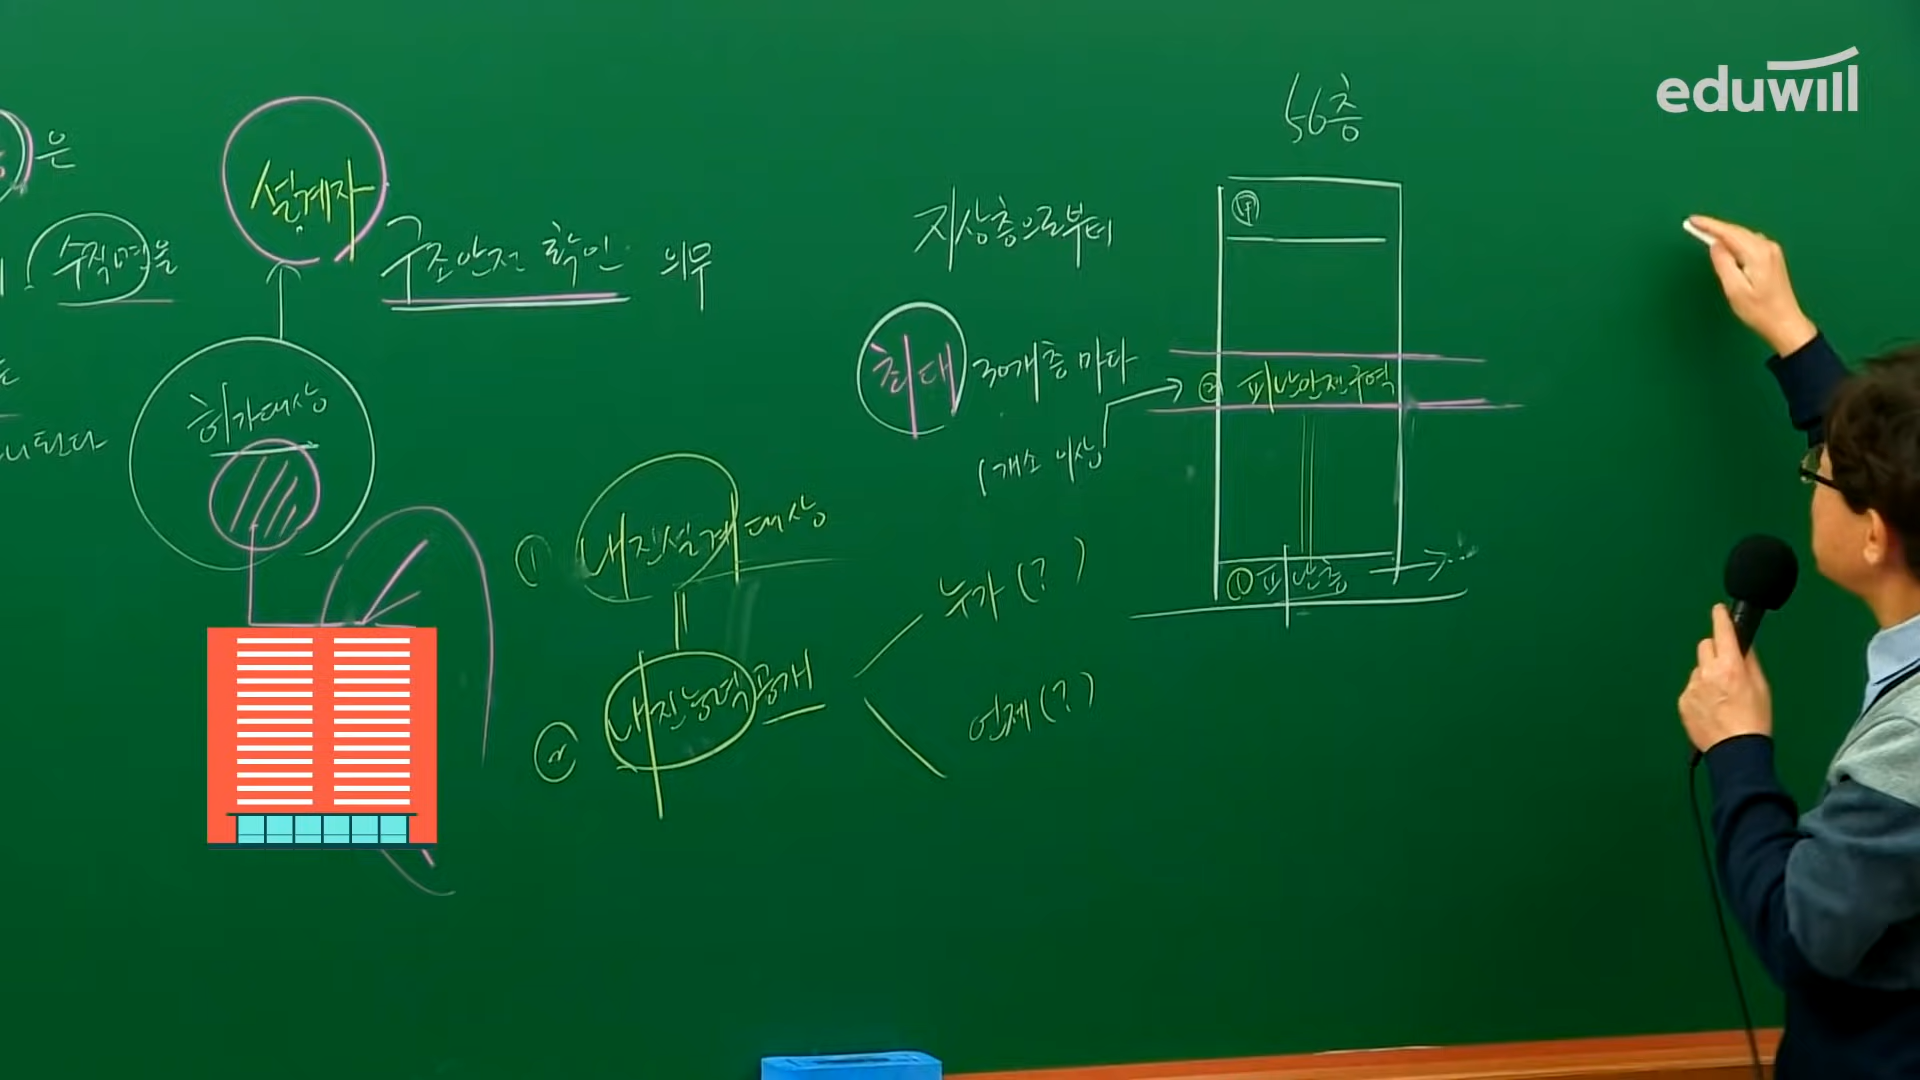 은
수직면을
설계자
구조안전 확인 의무
허가대상
① 내진설계대상
② 내진능력공개
누가(?)
언제(?)
지상층으로부터
최대 30개층 마다
1개소 이상
56층
② 피난안전구역
① 피난층
eduwill